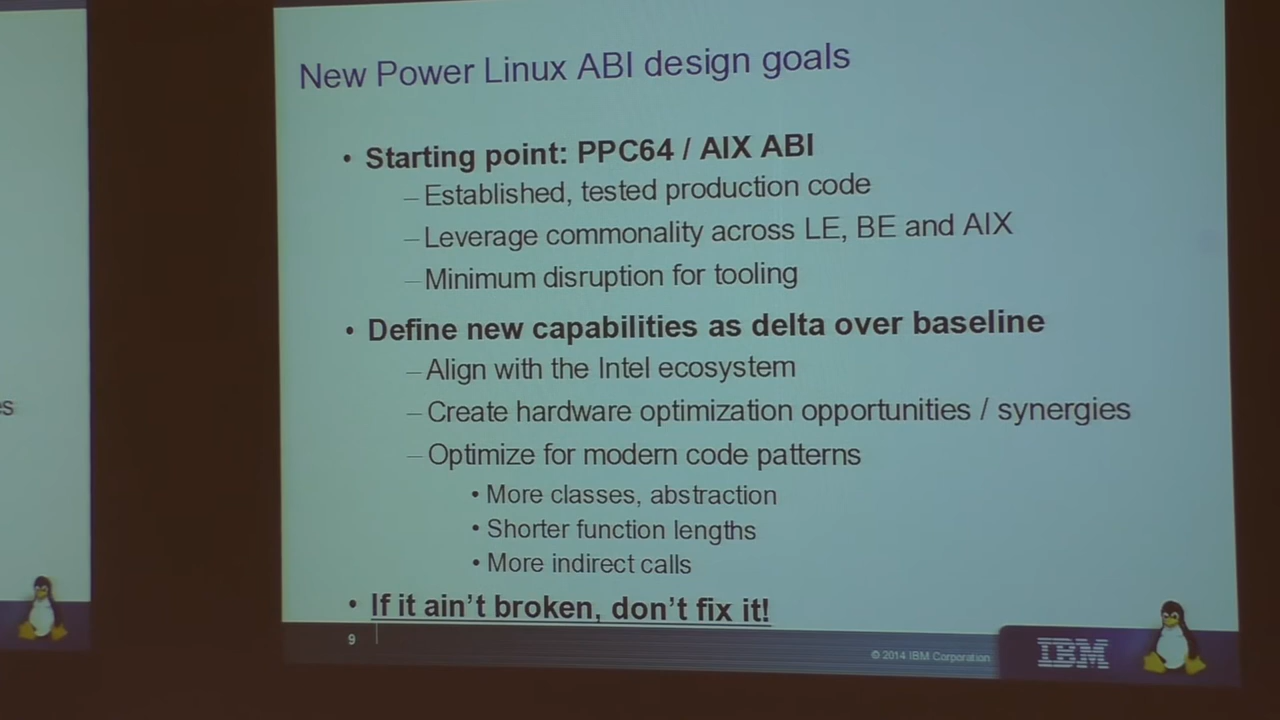 New Power Linux ABI design goals
• Starting point: PPC64 / AIX ABI
– Established, tested production code
– Leverage commonality across LE, BE and AIX
– Minimum disruption for tooling
• Define new capabilities as delta over baseline
– Align with the Intel ecosystem
– Create hardware optimization opportunities / synergies
– Optimize for modern code patterns
• More classes, abstraction
• Shorter function lengths
• More indirect calls
• If it ain't broken, don't fix it!
9
© 2014 IBM Corporation
IBM
es